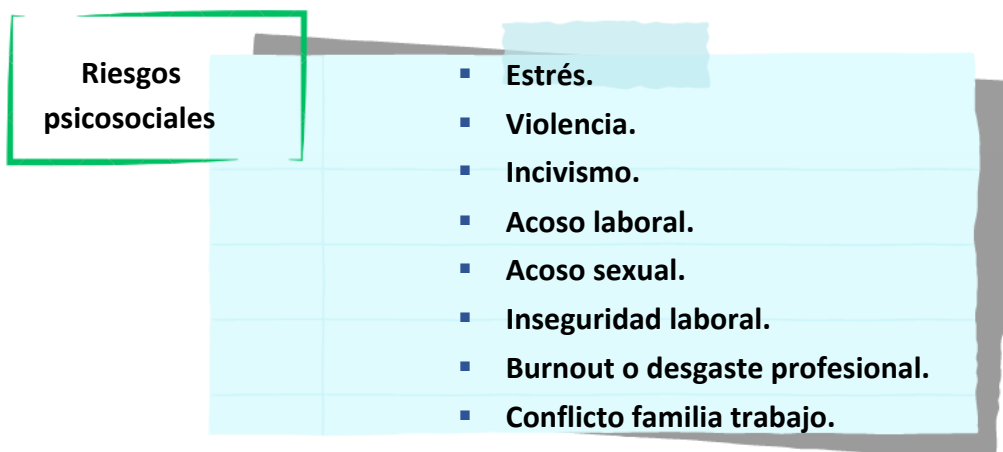 Riesgos
psicosociales
▪ Estrés.
▪ Violencia.
▪ Incivismo.
▪ Acoso laboral.
▪ Acoso sexual.
▪ Inseguridad laboral.
▪ Burnout o desgaste profesional.
▪ Conflicto familia trabajo.